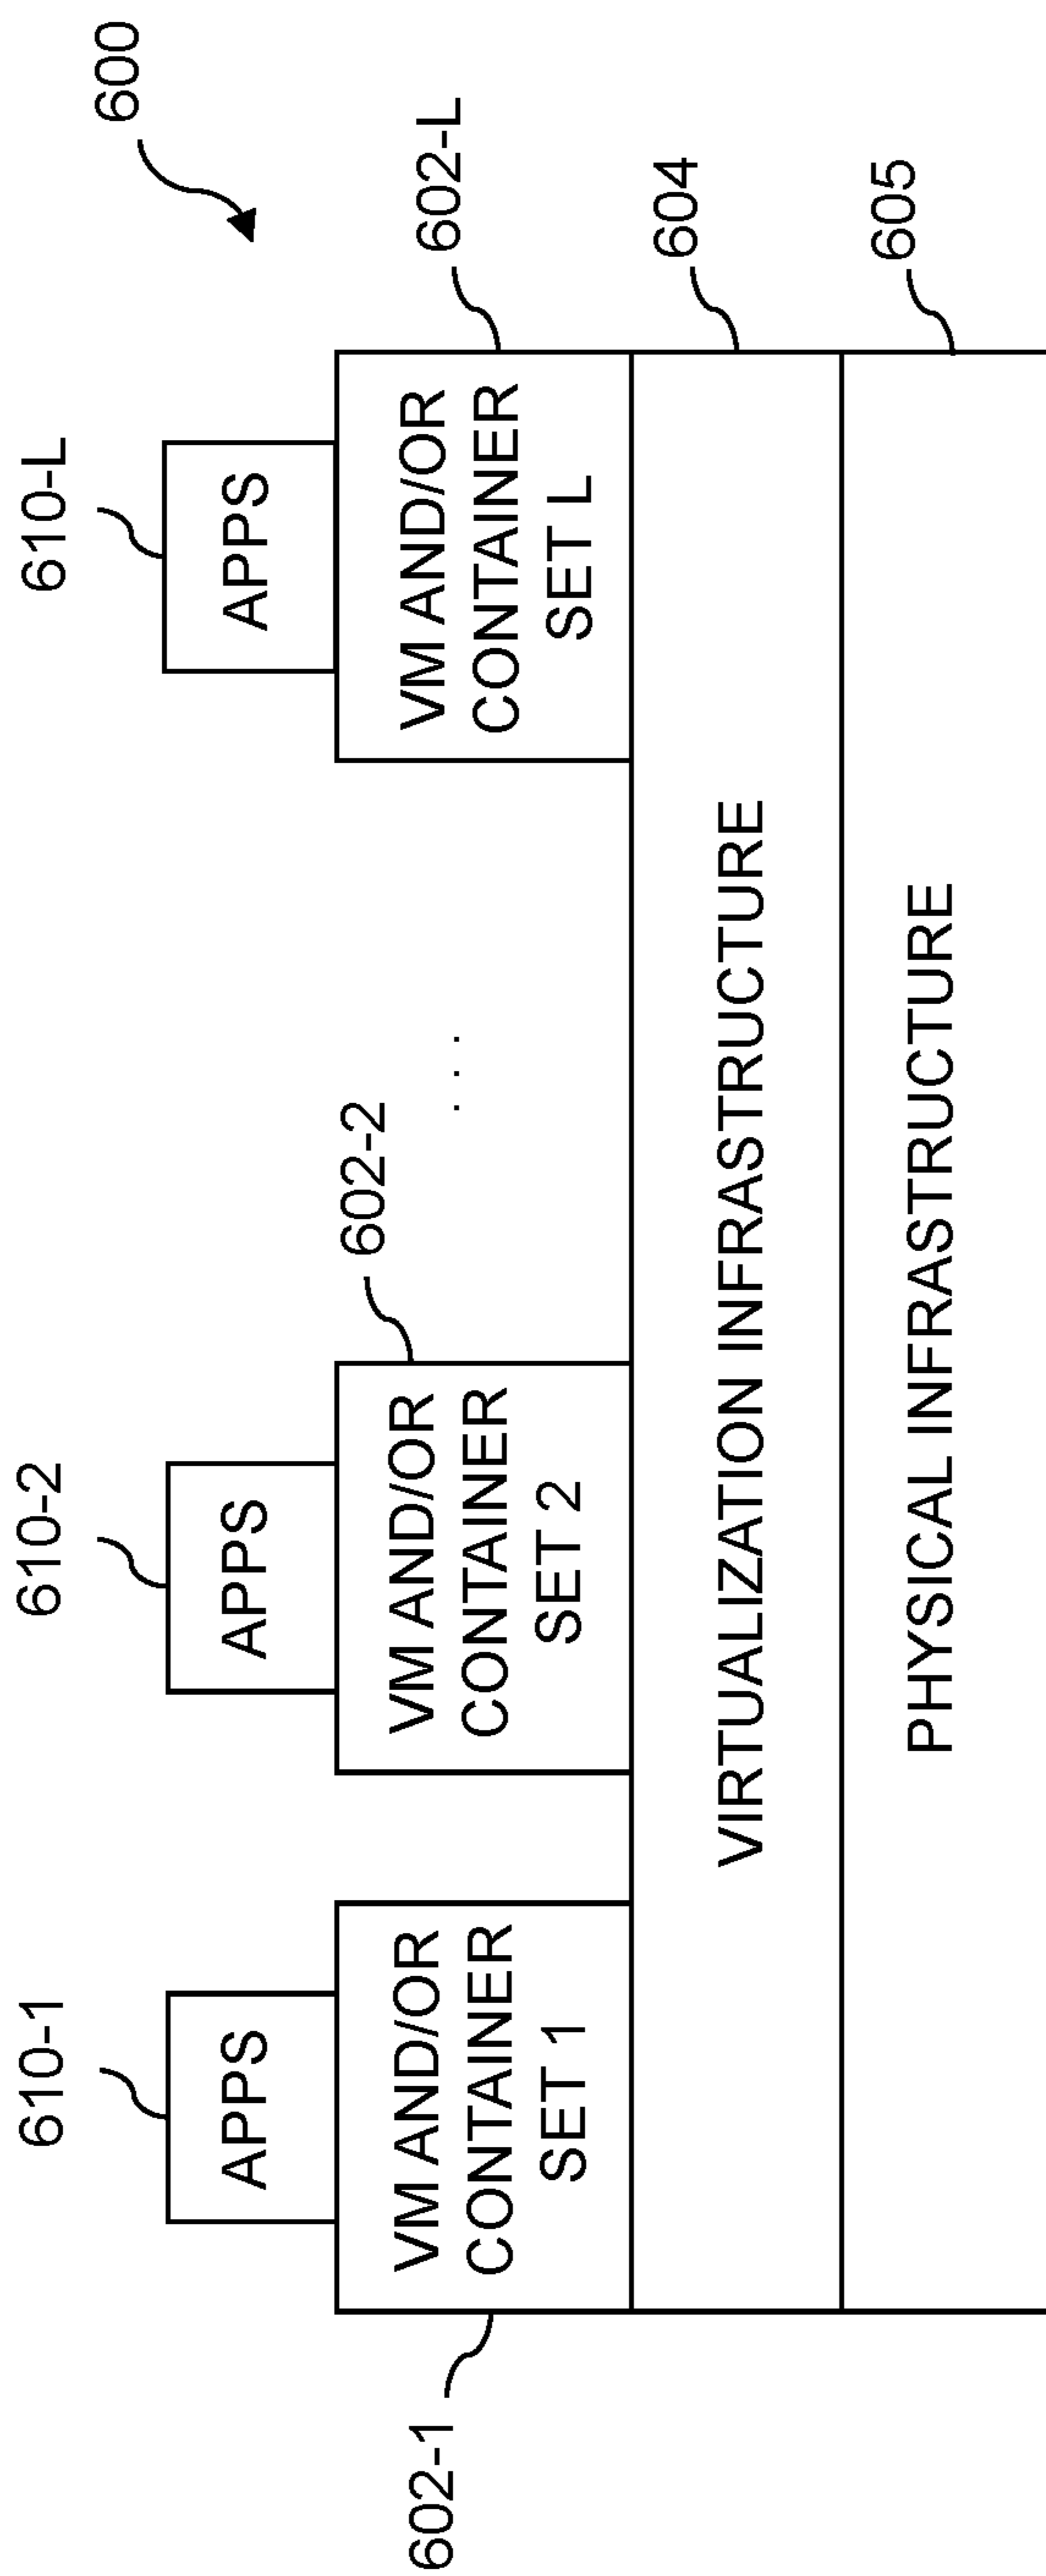 600
610-1
610-2
610-L
APPS
APPS
APPS
602-1
VM AND/OR
CONTAINER
SET 1
VM AND/OR
CONTAINER
SET 2
602-2
. . .
VM AND/OR
CONTAINER
SET L
602-L
VIRTUALIZATION INFRASTRUCTURE
604
PHYSICAL INFRASTRUCTURE
605